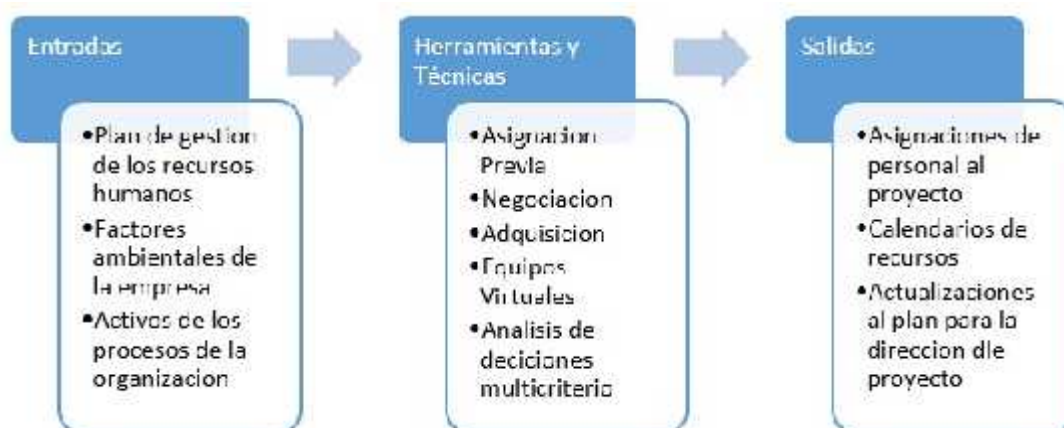 Entradas
•Plan de gestion
de los recursos
humanos
•Factores
ambientales de
la empresa
•Activos de los
procesos de la
organizacion
Herramientas y
Técnicas
•Asignacion
Previa
•Negociacion
•Adquisicion
•Equipos
Virtuales
•Analisis de
deciciones
multicriterio
Salidas
•Asignaciones de
personal al
proyecto
•Calendarios de
recursos
•Actualizaciones
al plan para la
direccion dle
proyecto